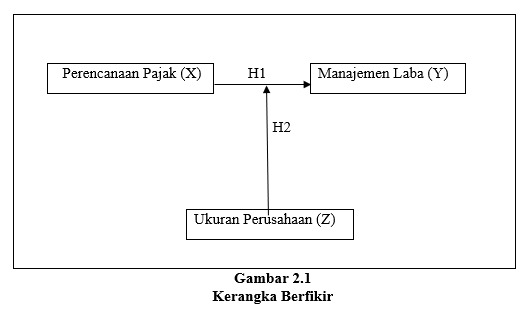 Perencanaan Pajak (X)
H1
Manajemen Laba (Y)
H2
Ukuran Perusahaan (Z)
Gambar 2.1
Kerangka Berfikir